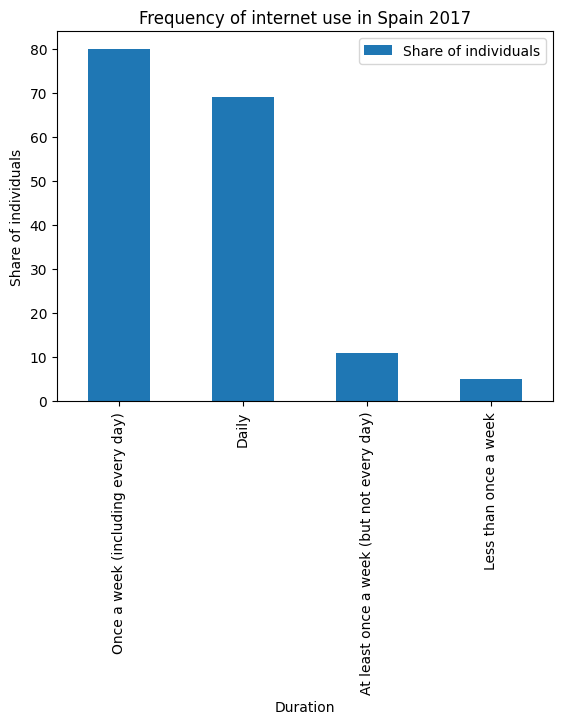 Frequency of internet use in Spain 2017
Share of individuals
Share of individuals
80
70
60
50
40
30
20
10
0
Once a week (including every day)
Daily
At least once a week (but not every day)
Less than once a week
Duration